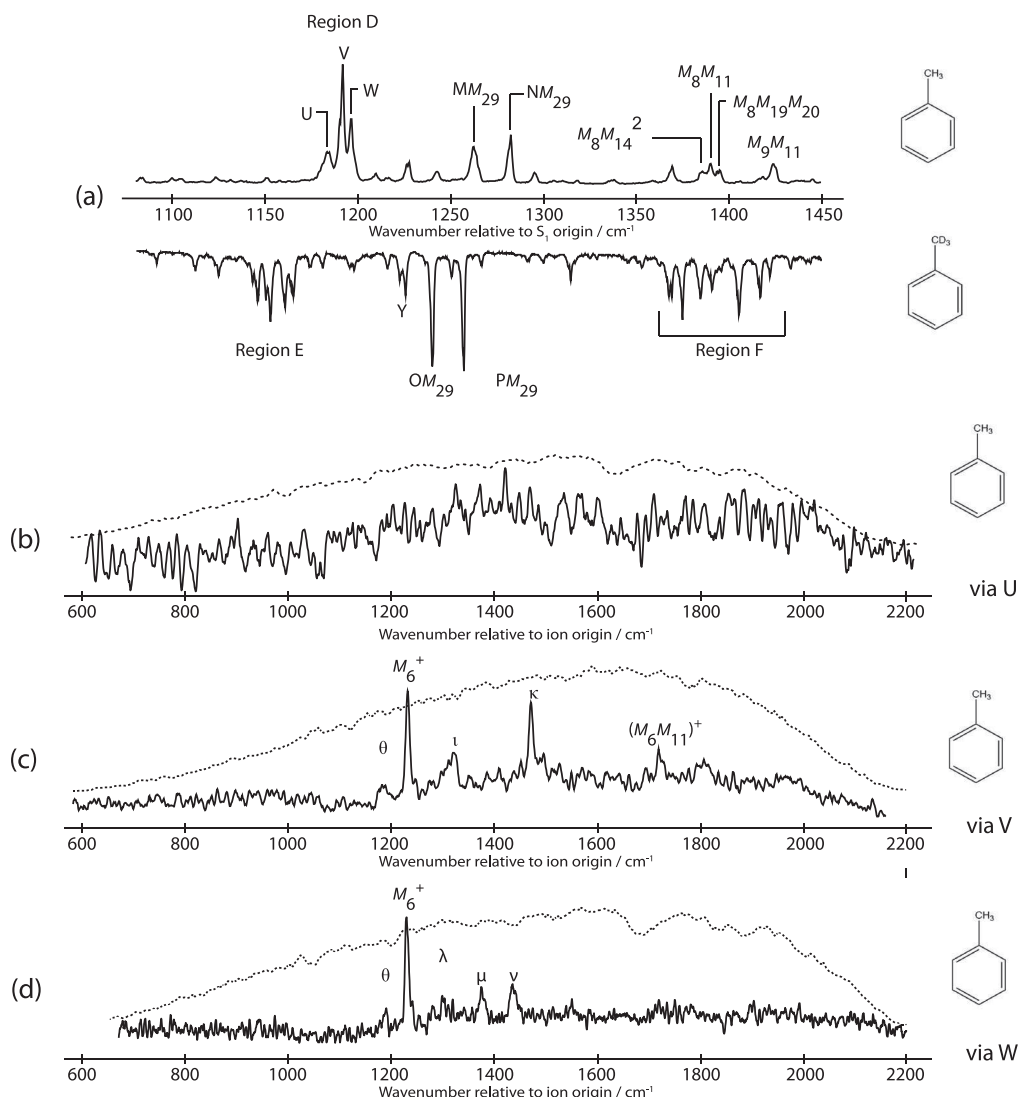 Region D
V
U
W
MM₂₉
NM₂₉
M₈M₁₁
M₈M₁₉M₂₀
M₈M₁₄²
M₉M₁₁
CH₃
(a)
1100 1150 1200 1250 1300 1350 1400 1450
Wavenumber relative to S₁ origin / cm⁻¹
CD₃
Y
Region E
Region F
OM₂₉
PM₂₉
CH₃
(b)
via U
600 800 1000 1200 1400 1600 1800 2000 2200
Wavenumber relative to ion origin / cm⁻¹
M₆⁺
κ
CH₃
θ
ι
(M₆M₁₁)⁺
(c)
via V
600 800 1000 1200 1400 1600 1800 2000 2200
Wavenumber relative to ion origin / cm⁻¹
M₆⁺
CH₃
θ
λ
μ
ν
(d)
via W
600 800 1000 1200 1400 1600 1800 2000 2200
Wavenumber relative to ion origin / cm⁻¹